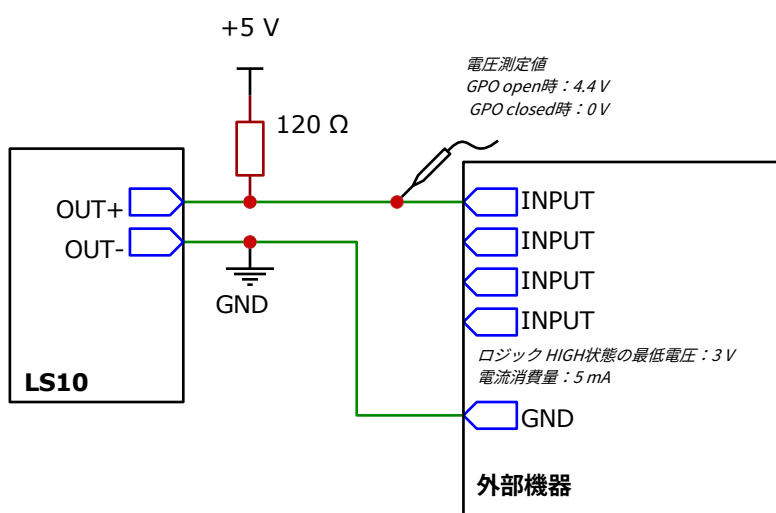 +5 V
電圧測定値
GPO open時：4.4 V
GPO closed時：0 V
120 Ω
OUT+
OUT-
GND
LS10
INPUT
INPUT
INPUT
INPUT
ロジック HIGH状態の最低電圧：3 V
電流消費量：5 mA
GND
外部機器